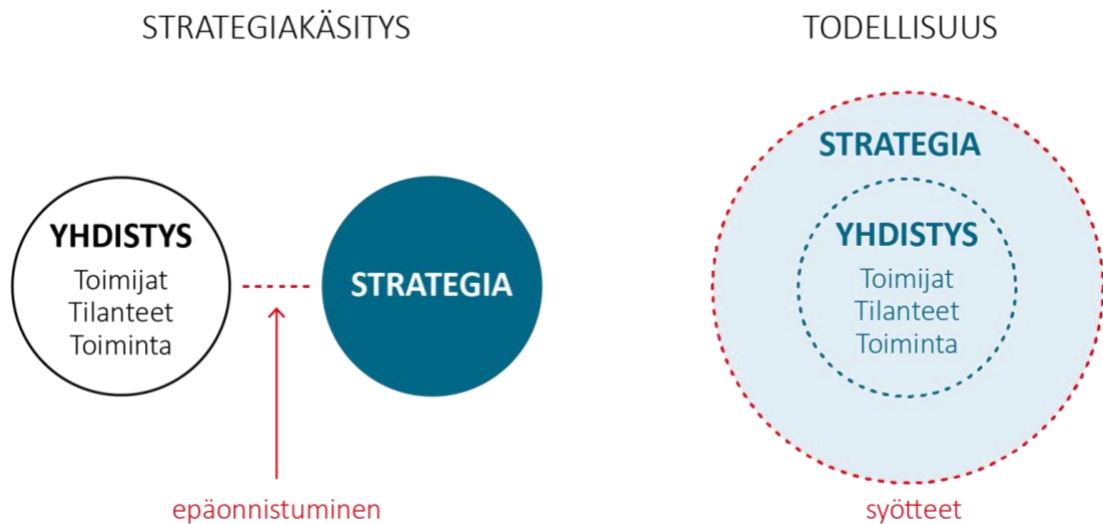 STRATEGIAKÄSITYS
YHDISTYS
Toimijat
Tilanteet
Toiminta
STRATEGIA
epäonnistuminen
TODELLISUUS
STRATEGIA
YHDISTYS
Toimijat
Tilanteet
Toiminta
syötteet